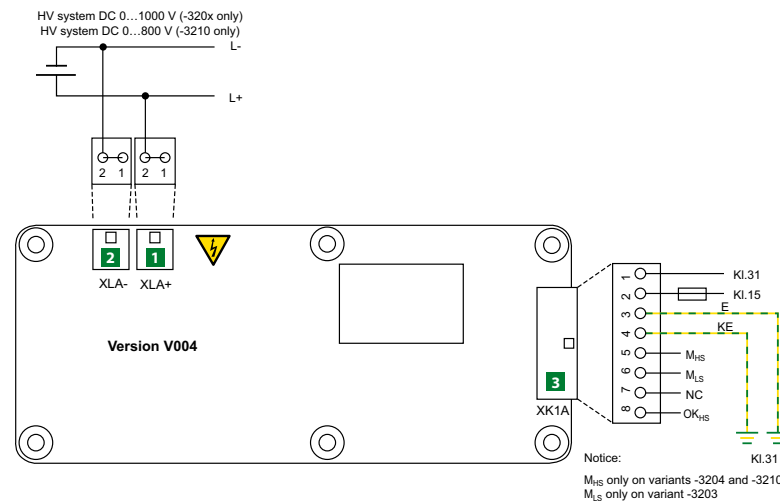 HV system DC 0...1000 V (-320x only)
HV system DC 0...800 V (-3210 only)
L-
L+
2 1
2 1
2
1
XLA-
XLA+
Version V004
3
XK1A
1
Kl.31
2
Kl.15
3
E
4
KE
5
MHS
6
MLS
7
NC
8
OKHS
Kl.31
Notice:
MHS only on variants -3204 and -3210
MLS only on variant -3203